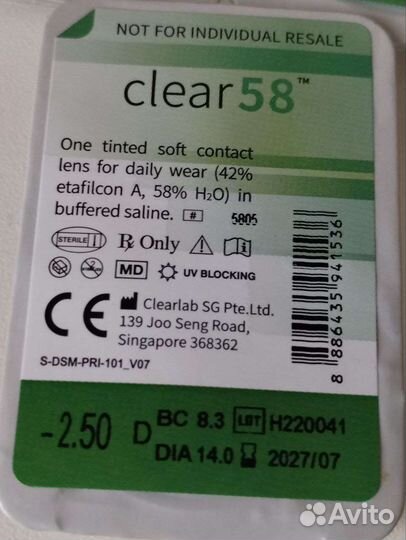 NOT FOR INDIVIDUAL RESALE
clear58™
One tinted soft contact
lens for daily wear (42%
etafilcon A, 58% H₂O) in
buffered saline. # 5805
STERILE Rx Only
MD UV BLOCKING
CE Clearlab SG Pte.Ltd.
139 Joo Seng Road,
Singapore 368362
S-DSM-PRI-101_V07
8 886435 941536
-2.50 D BC 8.3 LOT H220041
DIA 14.0 2027/07
Avito